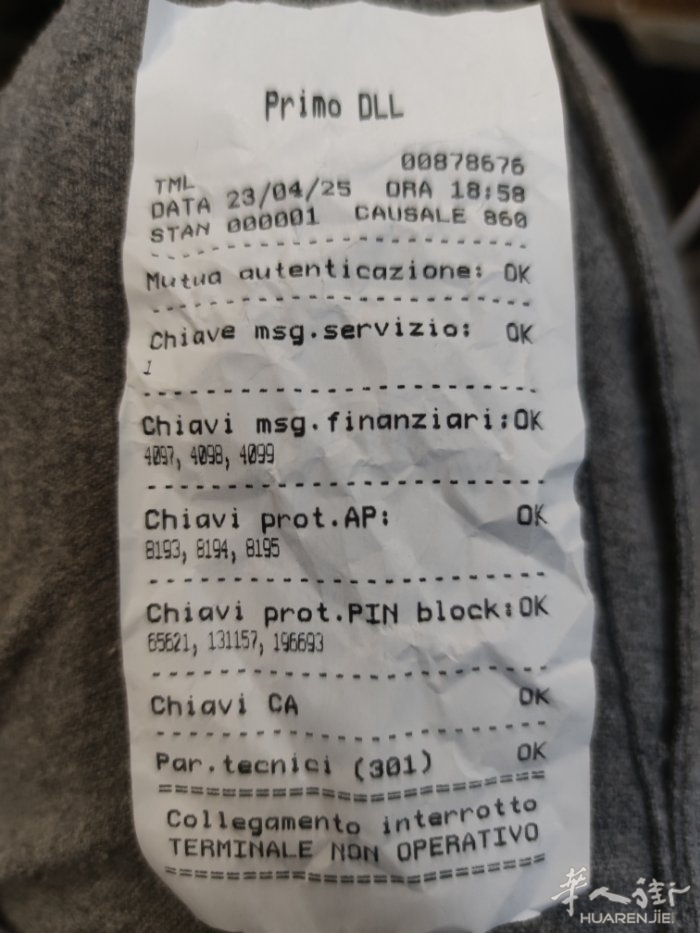 Primo DLL
TML 00878676
DATA 23/04/25 ORA 18:58
STAN 000001 CAUSALE 860
Mutua autenticazione: OK
Chiave msg.servizio: OK
1
Chiavi msg.finanziari:OK
4097, 4098, 4099
Chiavi prot.AP: OK
8193, 8194, 8195
Chiavi prot.PIN block:OK
65621, 131157, 196693
Chiavi CA OK
Par.tecnici (301) OK
Collegamento interrotto
TERMINALE NON OPERATIVO
华人街
HUARENJIE